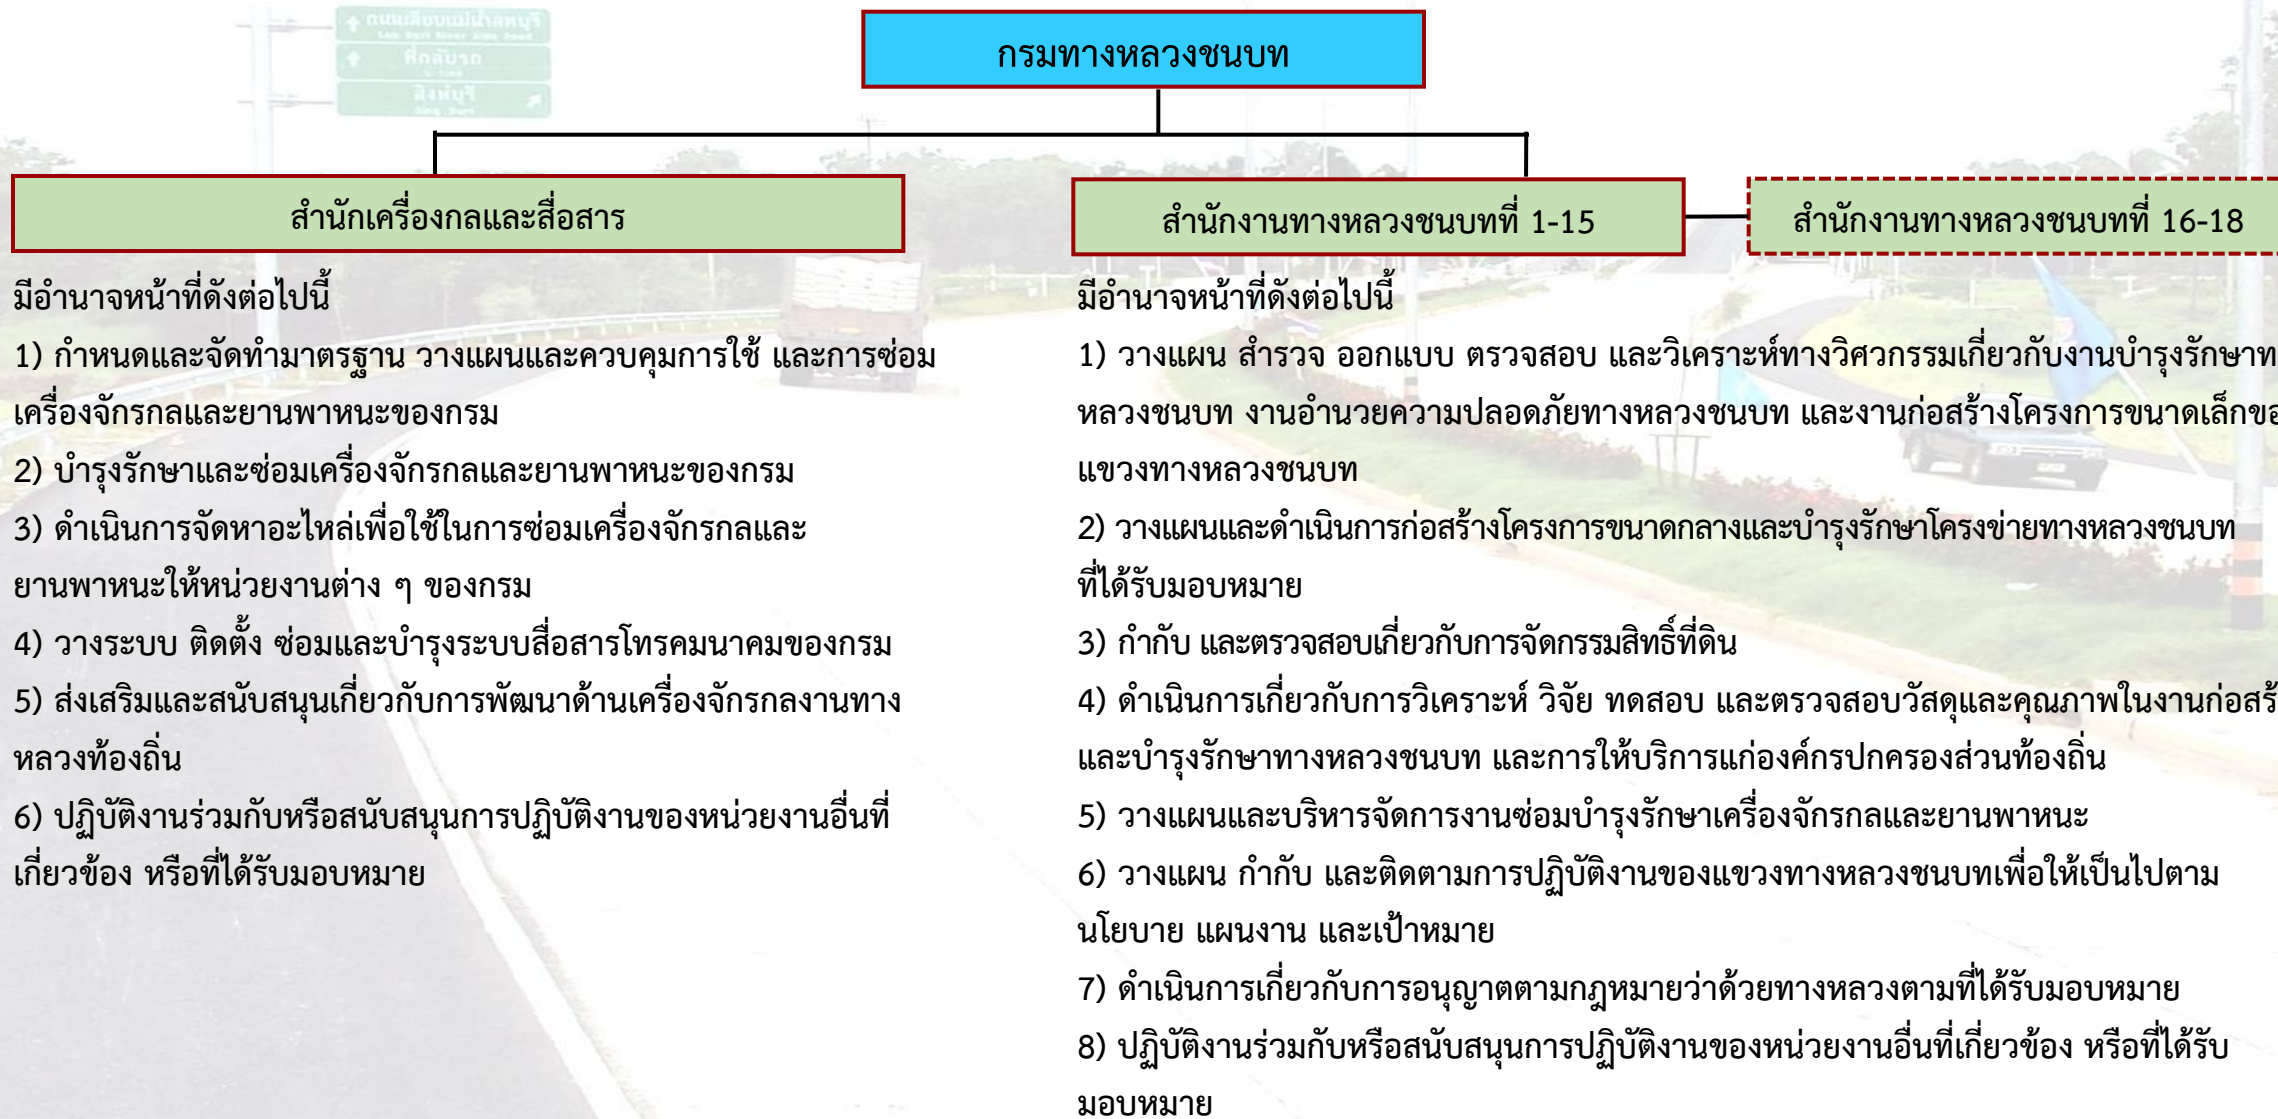 ถนนเลียบแม่น้ำลพบุรี
Lop Buri River Side Road
ที่กลับรถ
U-TURN
สิงห์บุรี
Sing Buri
กรมทางหลวงชนบท
สำนักเครื่องกลและสื่อสาร
มีอำนาจหน้าที่ดังต่อไปนี้
1) กำหนดและจัดทำมาตรฐาน วางแผนและควบคุมการใช้ และการซ่อม
เครื่องจักรกลและยานพาหนะของกรม
2) บำรุงรักษาและซ่อมเครื่องจักรกลและยานพาหนะของกรม
3) ดำเนินการจัดหาอะไหล่เพื่อใช้ในการซ่อมเครื่องจักรกลและ
ยานพาหนะให้หน่วยงานต่าง ๆ ของกรม
4) วางระบบ ติดตั้ง ซ่อมและบำรุงระบบสื่อสารโทรคมนาคมของกรม
5) ส่งเสริมและสนับสนุนเกี่ยวกับการพัฒนาด้านเครื่องจักรกลงานทาง
หลวงท้องถิ่น
6) ปฏิบัติงานร่วมกับหรือสนับสนุนการปฏิบัติงานของหน่วยงานอื่นที่
เกี่ยวข้อง หรือที่ได้รับมอบหมาย
สำนักงานทางหลวงชนบทที่ 1-15
สำนักงานทางหลวงชนบทที่ 16-18
มีอำนาจหน้าที่ดังต่อไปนี้
1) วางแผน สำรวจ ออกแบบ ตรวจสอบ และวิเคราะห์ทางวิศวกรรมเกี่ยวกับงานบำรุงรักษาท
หลวงชนบท งานอำนวยความปลอดภัยทางหลวงชนบท และงานก่อสร้างโครงการขนาดเล็กขอ
แขวงทางหลวงชนบท
2) วางแผนและดำเนินการก่อสร้างโครงการขนาดกลางและบำรุงรักษาโครงข่ายทางหลวงชนบท
ที่ได้รับมอบหมาย
3) กำกับ และตรวจสอบเกี่ยวกับการจัดกรรมสิทธิ์ที่ดิน
4) ดำเนินการเกี่ยวกับการวิเคราะห์ วิจัย ทดสอบ และตรวจสอบวัสดุและคุณภาพในงานก่อสร้
และบำรุงรักษาทางหลวงชนบท และการให้บริการแก่องค์กรปกครองส่วนท้องถิ่น
5) วางแผนและบริหารจัดการงานซ่อมบำรุงรักษาเครื่องจักรกลและยานพาหนะ
6) วางแผน กำกับ และติดตามการปฏิบัติงานของแขวงทางหลวงชนบทเพื่อให้เป็นไปตาม
นโยบาย แผนงาน และเป้าหมาย
7) ดำเนินการเกี่ยวกับการอนุญาตตามกฎหมายว่าด้วยทางหลวงตามที่ได้รับมอบหมาย
8) ปฏิบัติงานร่วมกับหรือสนับสนุนการปฏิบัติงานของหน่วยงานอื่นที่เกี่ยวข้อง หรือที่ได้รับ
มอบหมาย